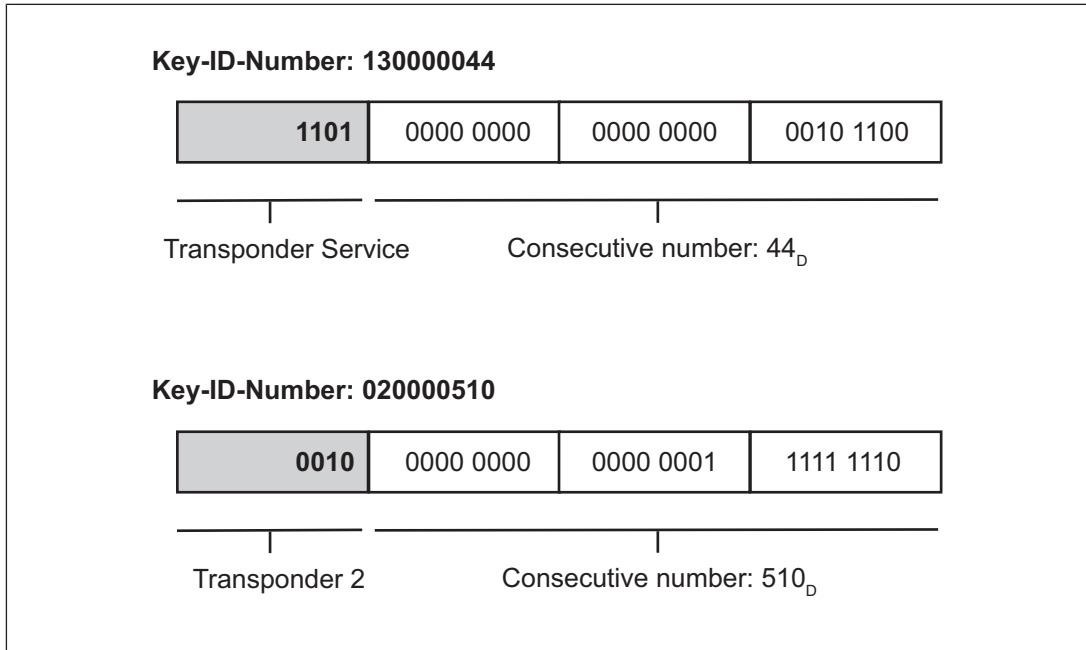 Key-ID-Number: 130000044
1101 0000 0000 0000 0000 0010 1100
Transponder Service Consecutive number: 44D
Key-ID-Number: 020000510
0010 0000 0000 0000 0001 1111 1110
Transponder 2 Consecutive number: 510D